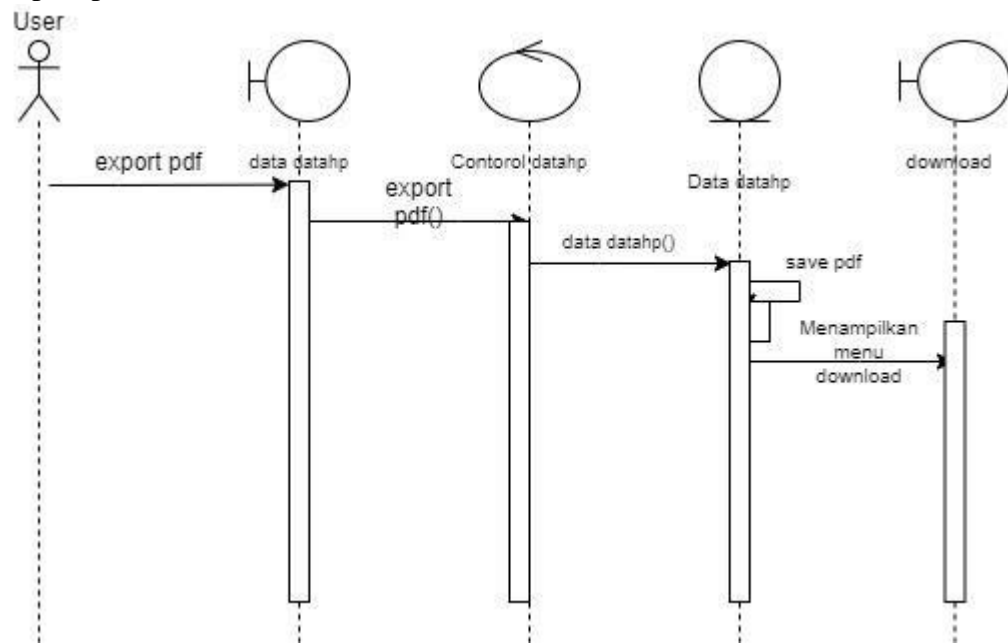 User
export pdf
data datahp
Contorol datahp
Data datahp
download
export
pdf()
data datahp()
save pdf
Menampilkan
menu
download